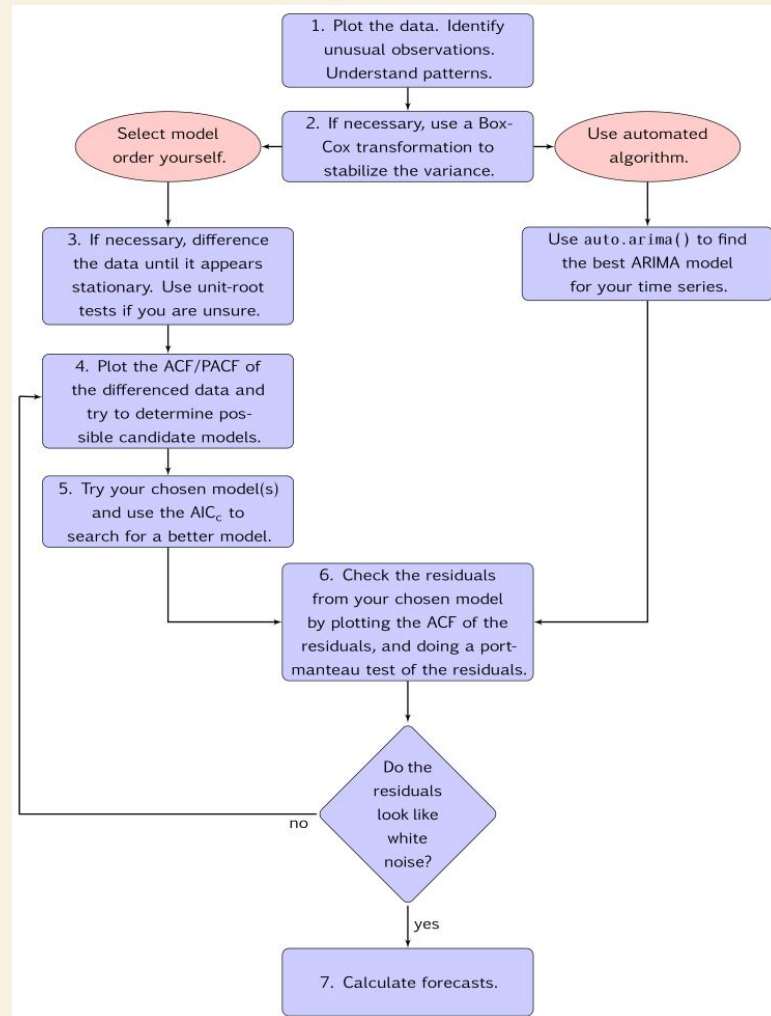 1. Plot the data. Identify
unusual observations.
Understand patterns.
Select model
order yourself.
2. If necessary, use a Box-
Cox transformation to
stabilize the variance.
Use automated
algorithm.
3. If necessary, difference
the data until it appears
stationary. Use unit-root
tests if you are unsure.
Use auto.arima() to find
the best ARIMA model
for your time series.
4. Plot the ACF/PACF of
the differenced data and
try to determine pos-
sible candidate models.
5. Try your chosen model(s)
and use the AICc to
search for a better model.
6. Check the residuals
from your chosen model
by plotting the ACF of the
residuals, and doing a port-
manteau test of the residuals.
Do the
residuals
look like
white
noise?
no
yes
7. Calculate forecasts.